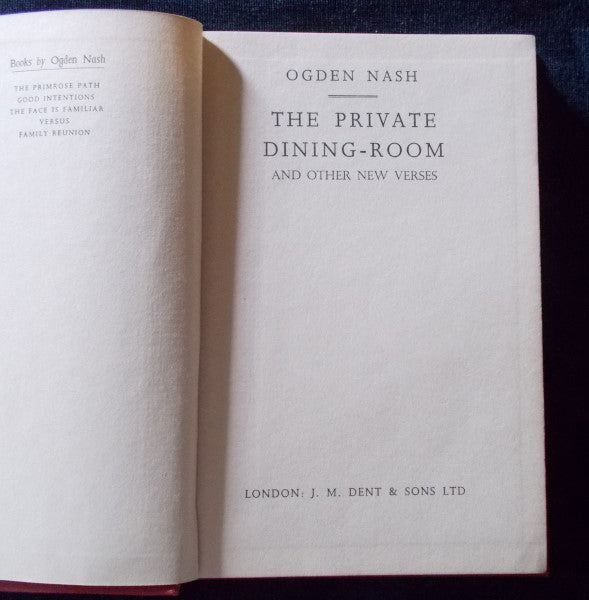 Books by Ogden Nash
THE PRIMROSE PATH
GOOD INTENTIONS
THE FACE IS FAMILIAR
VERSUS
FAMILY REUNION
OGDEN NASH
THE PRIVATE
DINING-ROOM
AND OTHER NEW VERSES
LONDON: J. M. DENT & SONS LTD